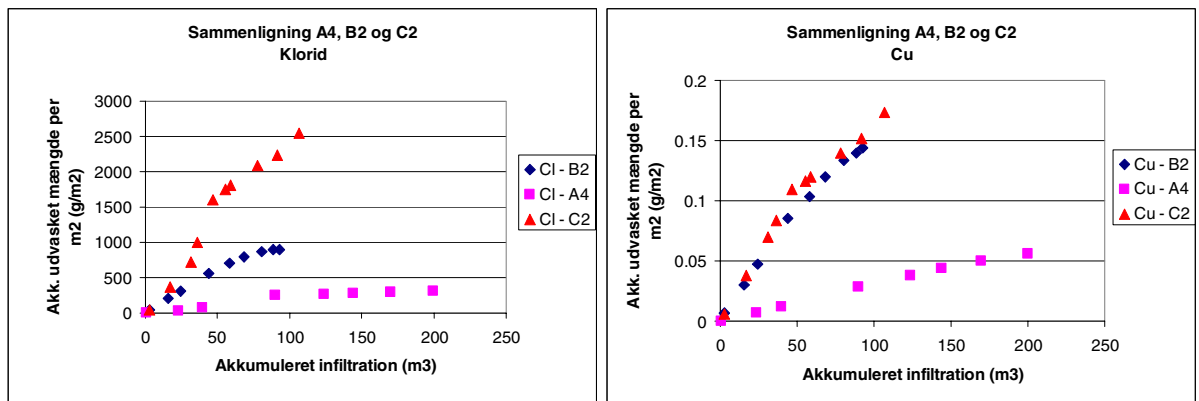 Sammenligning A4, B2 og C2
Klorid
Akk. udvasket mængde per
m2 (g/m2)
3000
2500
2000
1500
1000
500
0
0 50 100 150 200 250
Akkumuleret infiltration (m3)
Cl - B2
Cl - A4
Cl - C2
Sammenligning A4, B2 og C2
Cu
Akk. udvasket mængde per
m2 (g/m2)
0.2
0.15
0.1
0.05
0
0 50 100 150 200 250
Akkumuleret infiltration (m3)
Cu - B2
Cu - A4
Cu - C2